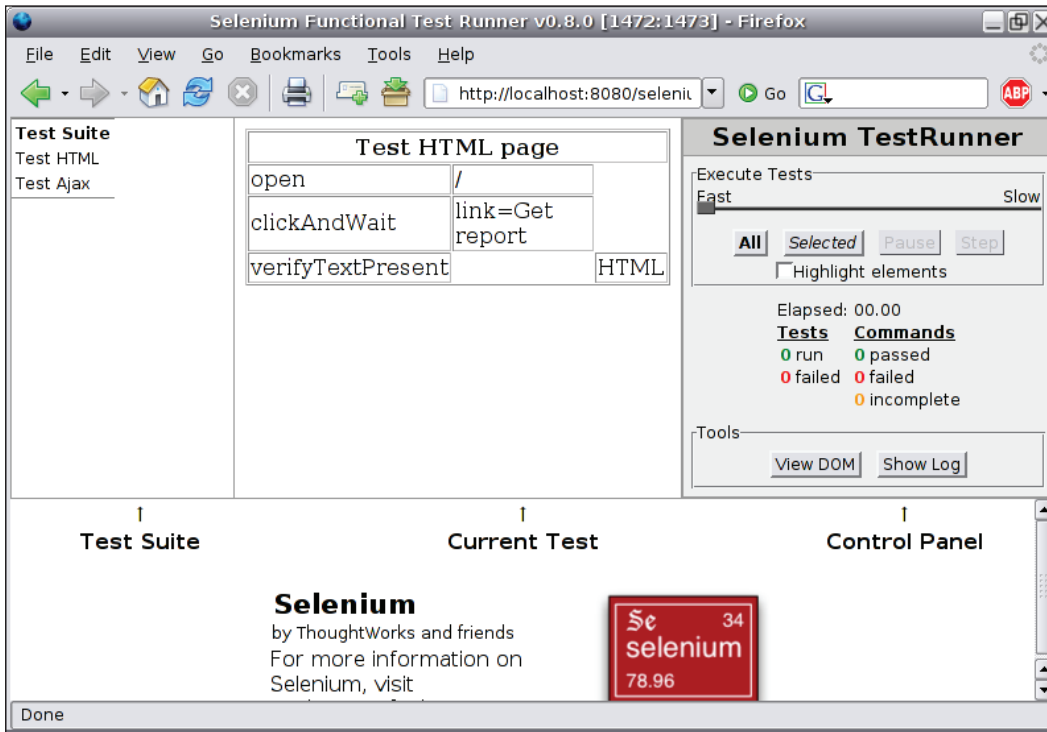 Selenium Functional Test Runner v0.8.0 [1472:1473] - Firefox
File Edit View Go Bookmarks Tools Help
http://localhost:8080/seleniu Go G
ABP
Test Suite
Test HTML
Test Ajax
Test HTML page
open /
clickAndWait link=Get
report
verifyTextPresent HTML
Selenium TestRunner
Execute Tests
Fast Slow
All Selected Pause Step
Highlight elements
Elapsed: 00.00
Tests Commands
0 run 0 passed
0 failed 0 failed
0 incomplete
Tools
View DOM Show Log
↑ ↑ ↑
Test Suite Current Test Control Panel
Selenium
by ThoughtWorks and friends
For more information on
Selenium, visit
Se 34
selenium
78.96
Done